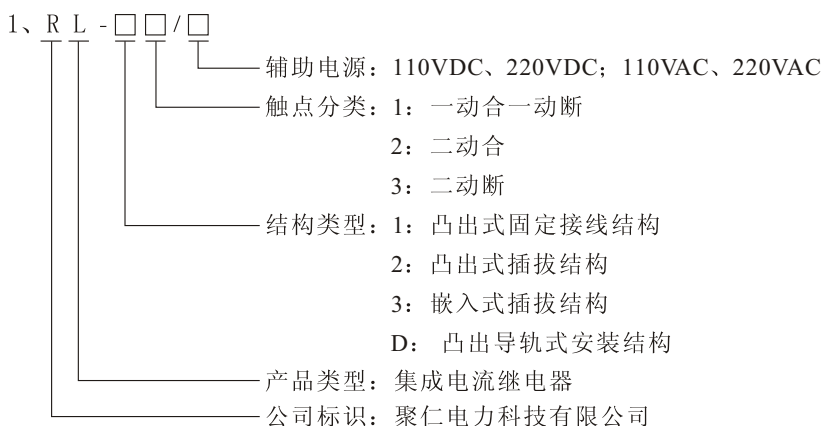 1、R L - □ □ / □
辅助电源：110VDC、220VDC；110VAC、220VAC
触点分类：1：一动合一动断
2：二动合
3：二动断
结构类型：1：凸出式固定接线结构
2：凸出式插拔结构
3：嵌入式插拔结构
D： 凸出导轨式安装结构
产品类型：集成电流继电器
公司标识：聚仁电力科技有限公司